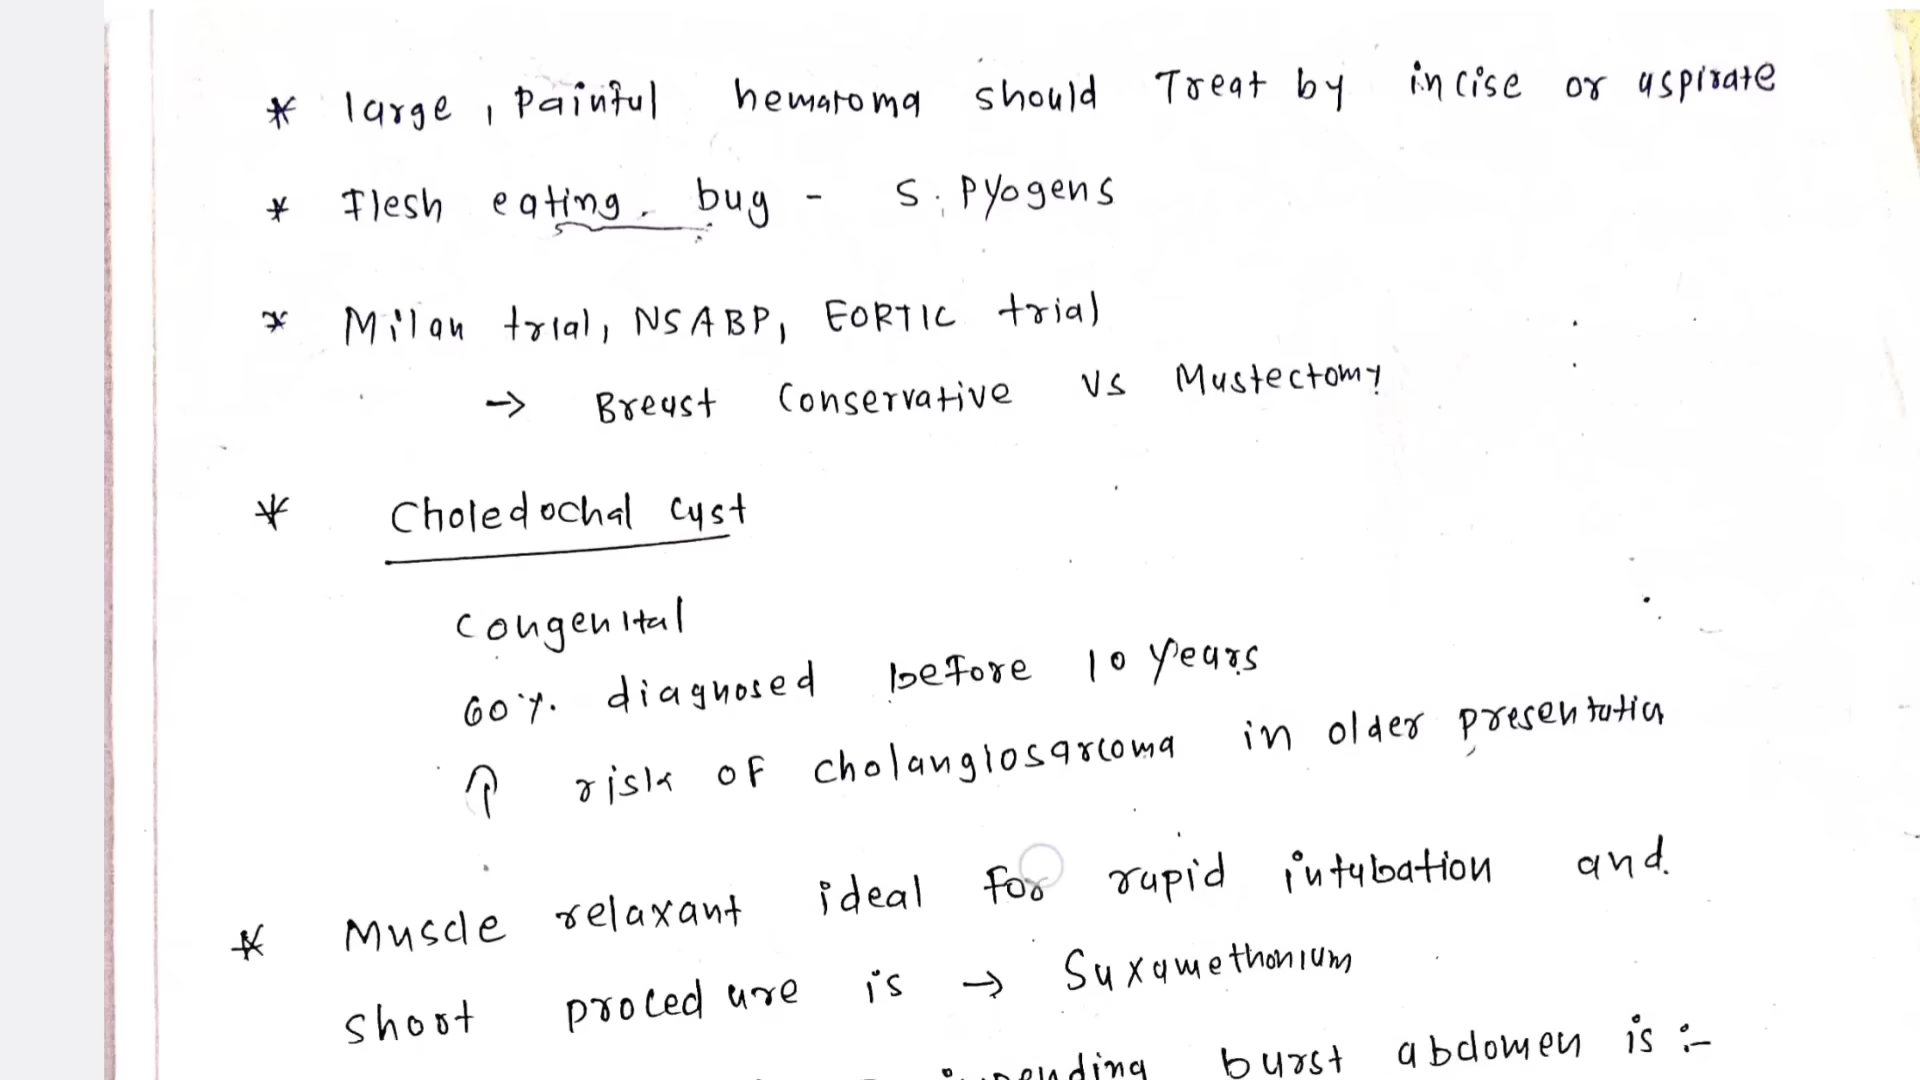 * large, Painful hematoma should Treat by incise or aspirate
* Flesh eating bug - S. Pyogens
* Milan trial, NSABP, EORTIC trial
→ Breast Conservative vs Mastectomy
* Choledochal Cyst
Congenital
60%. diagnosed before 10 Years
↑ risk of cholangiosarcoma in older presentation
* Muscle relaxant ideal for rapid intubation and
short procedure is → Suxamethonium
burst abdomen is :-